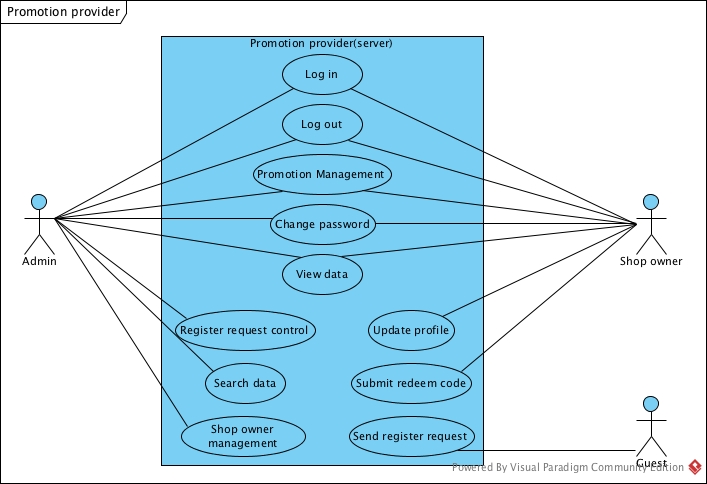 Promotion provider
Promotion provider(server)
Log in
Log out
Promotion Management
Change password
Admin
Shop owner
View data
Register request control
Update profile
Search data
Submit redeem code
Shop owner
management
Send register request
Guest
Powered By Visual Paradigm Community Edition